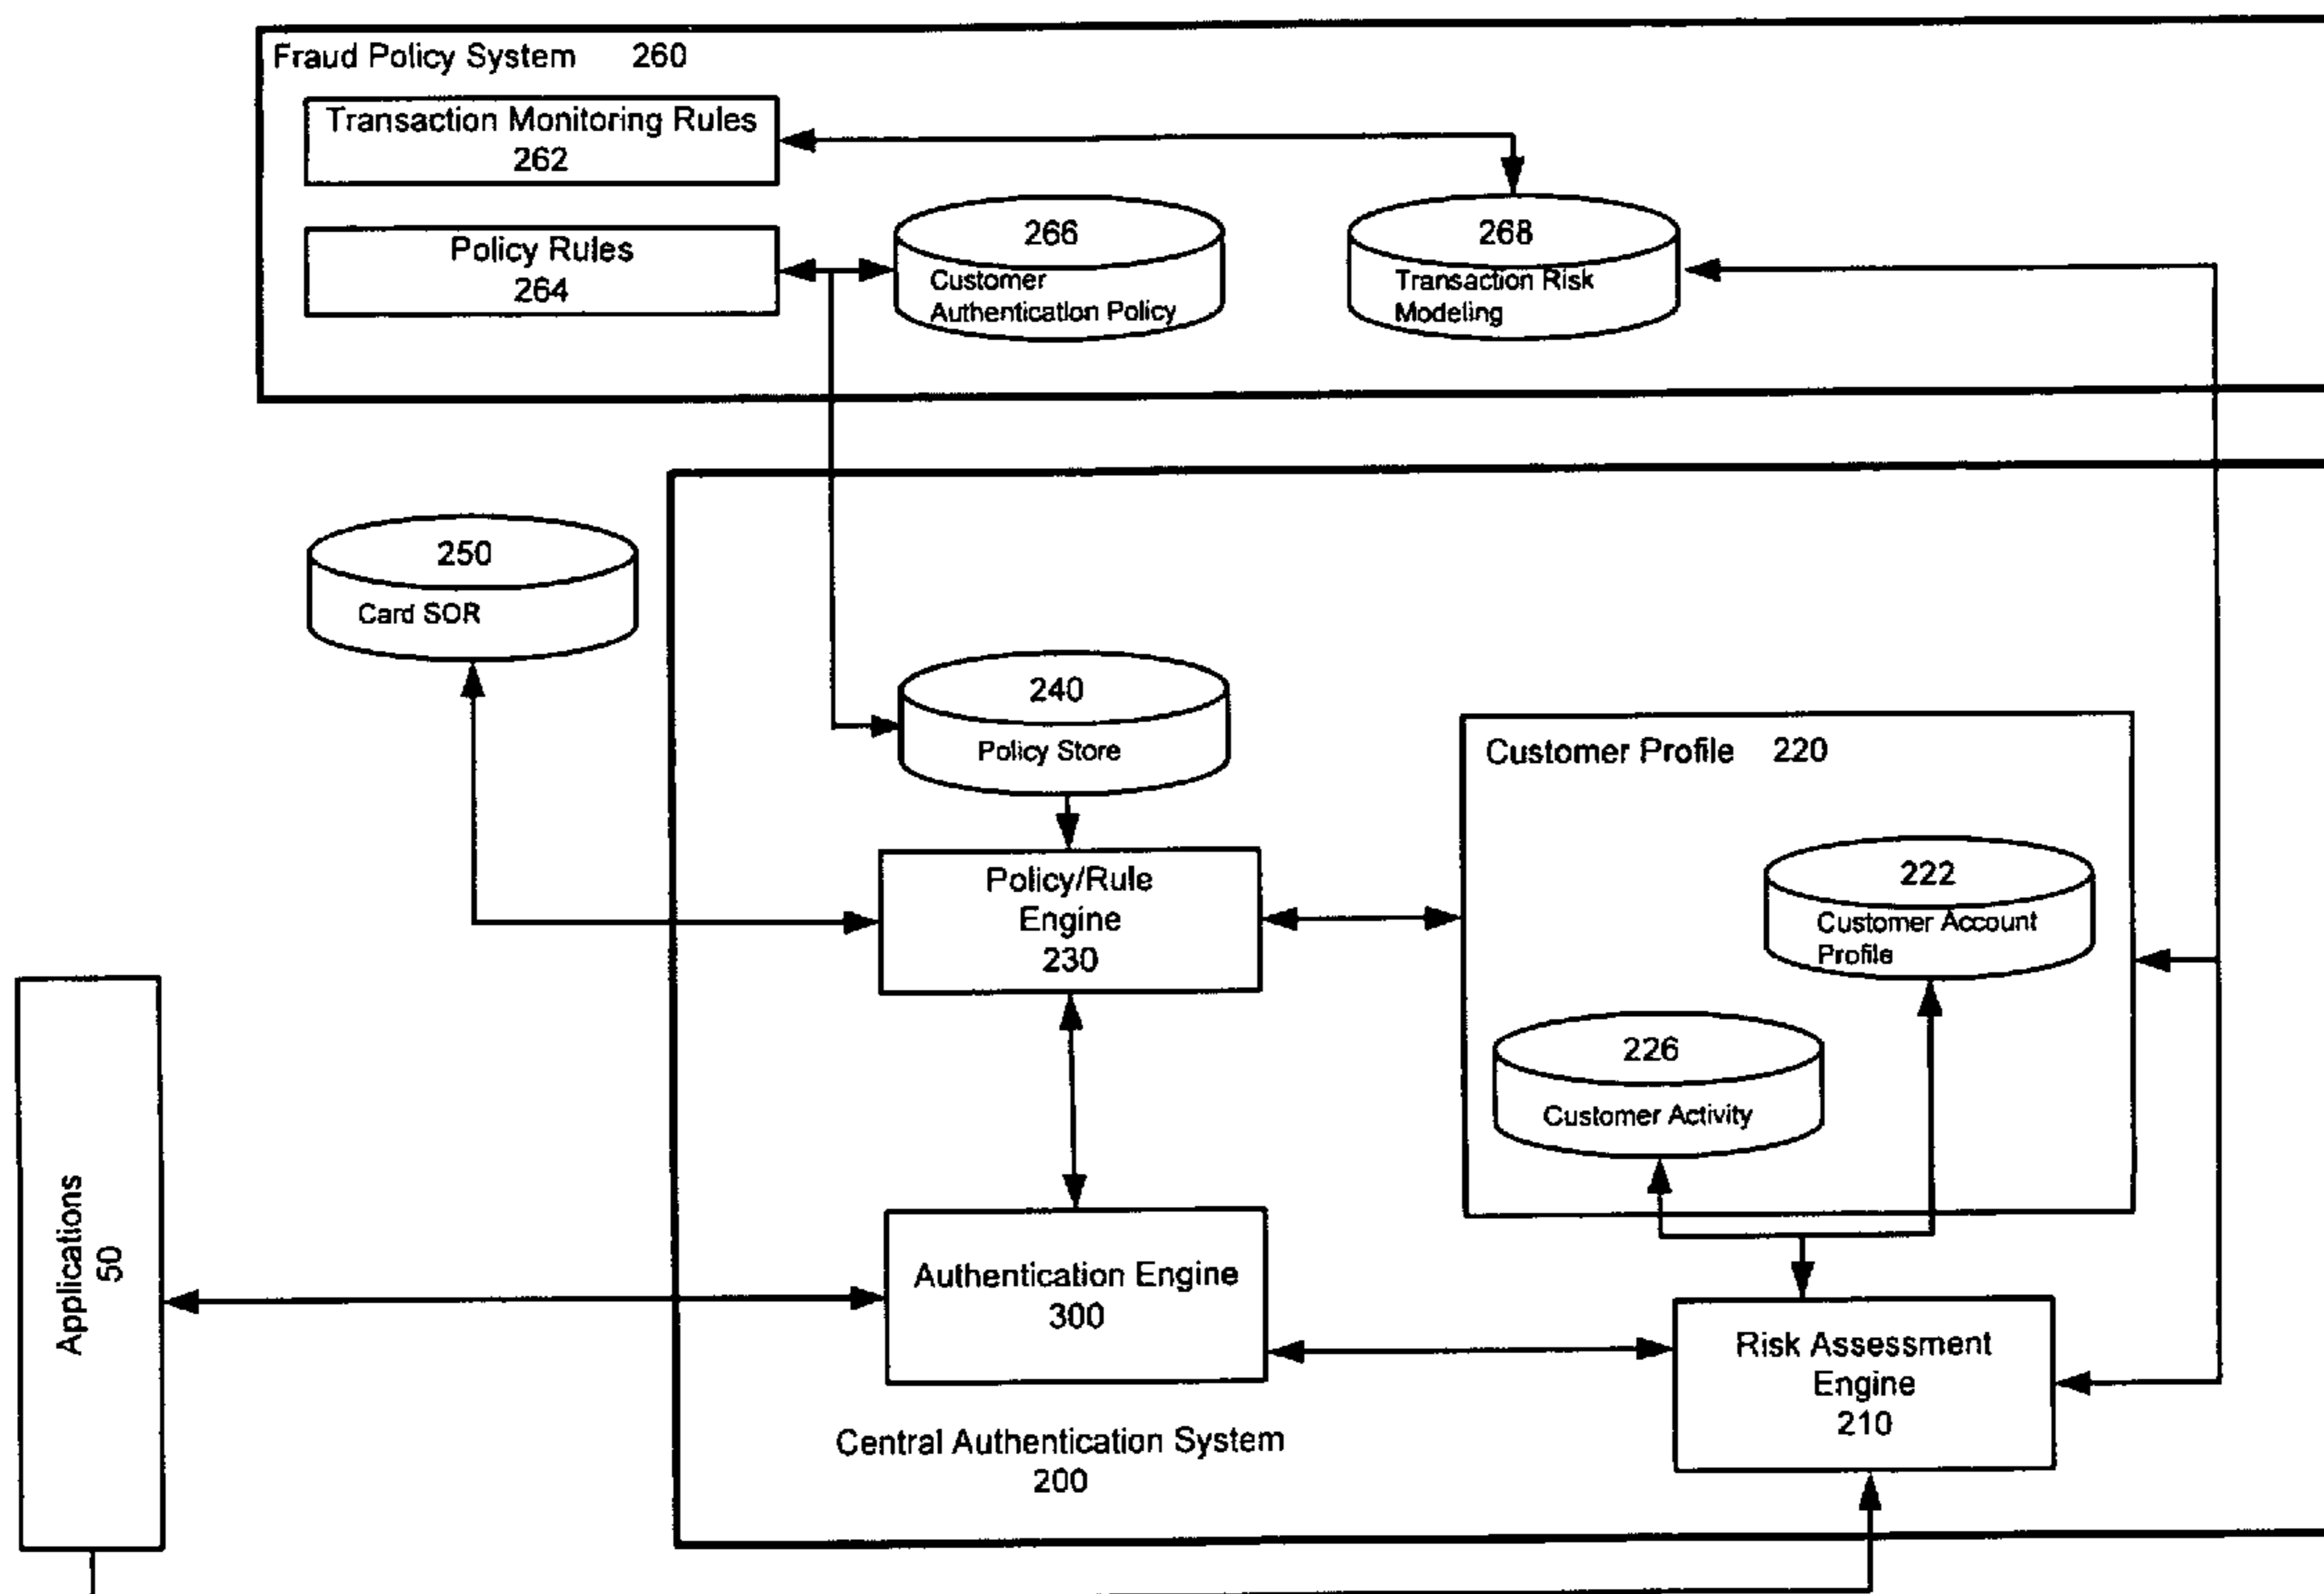 Fraud Policy System 260
Transaction Monitoring Rules
262
Policy Rules
264
266
Customer
Authentication Policy
268
Transaction Risk
Modeling
250
Card SOR
240
Policy Store
Customer Profile 220
222
Customer Account
Profile
226
Customer Activity
Policy/Rule
Engine
230
Applications
50
Authentication Engine
300
Risk Assessment
Engine
210
Central Authentication System
200